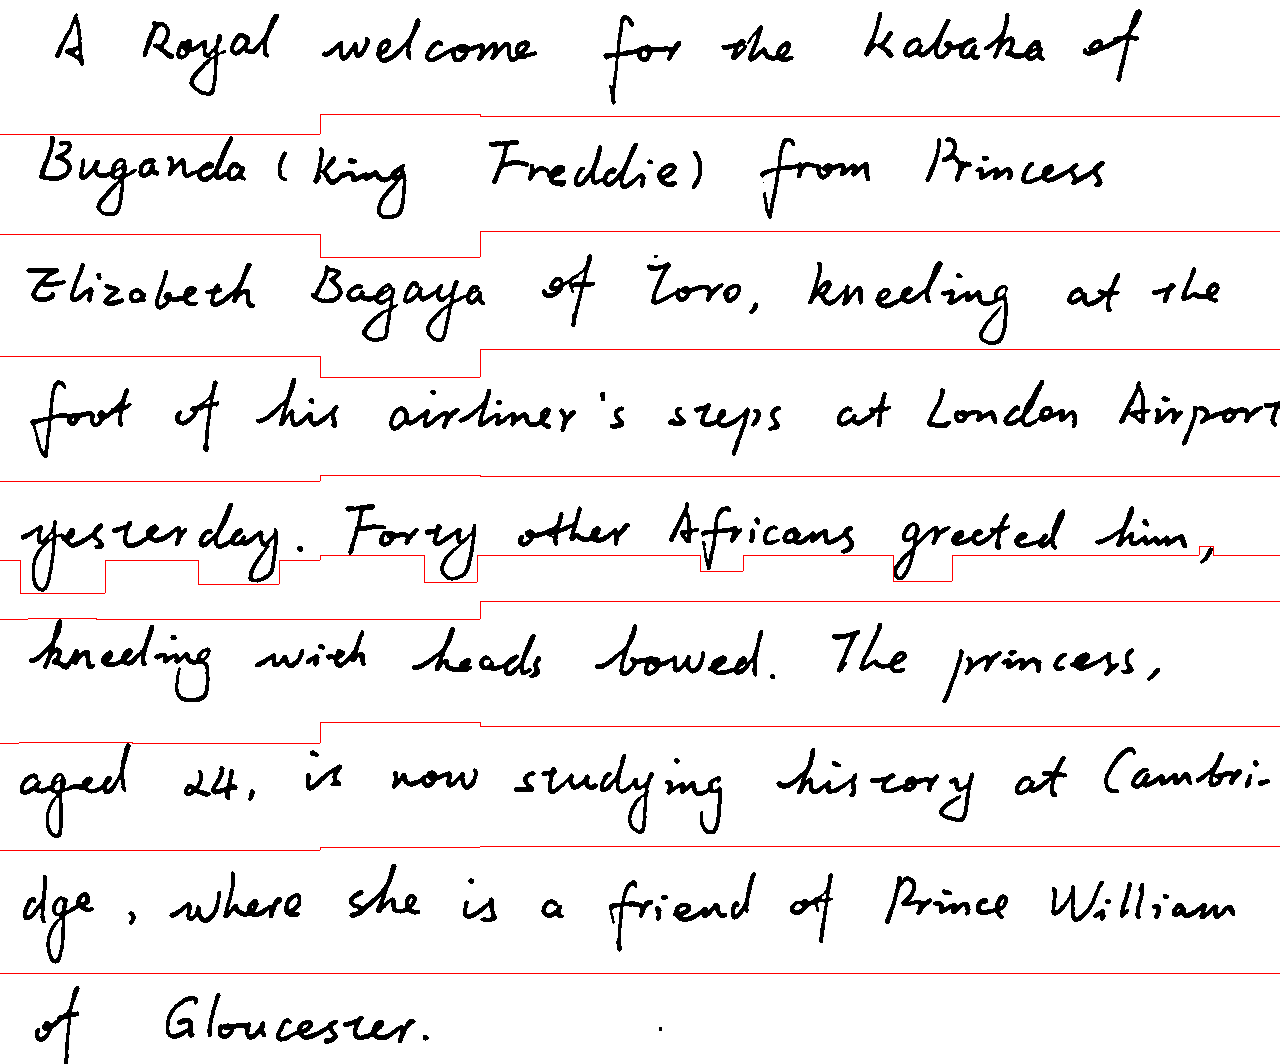 A Royal welcome for the Kabaka of
Buganda (King Freddie) from Princess
Elizabeth Bagaya of Toro, kneeling at the
foot of his airliner's steps at London Airport
yesterday. Forty other Africans greeted him,
kneeling with heads bowed. The princess,
aged 24, is now studying history at Cambri-
dge, where she is a friend of Prince William
of Gloucester.